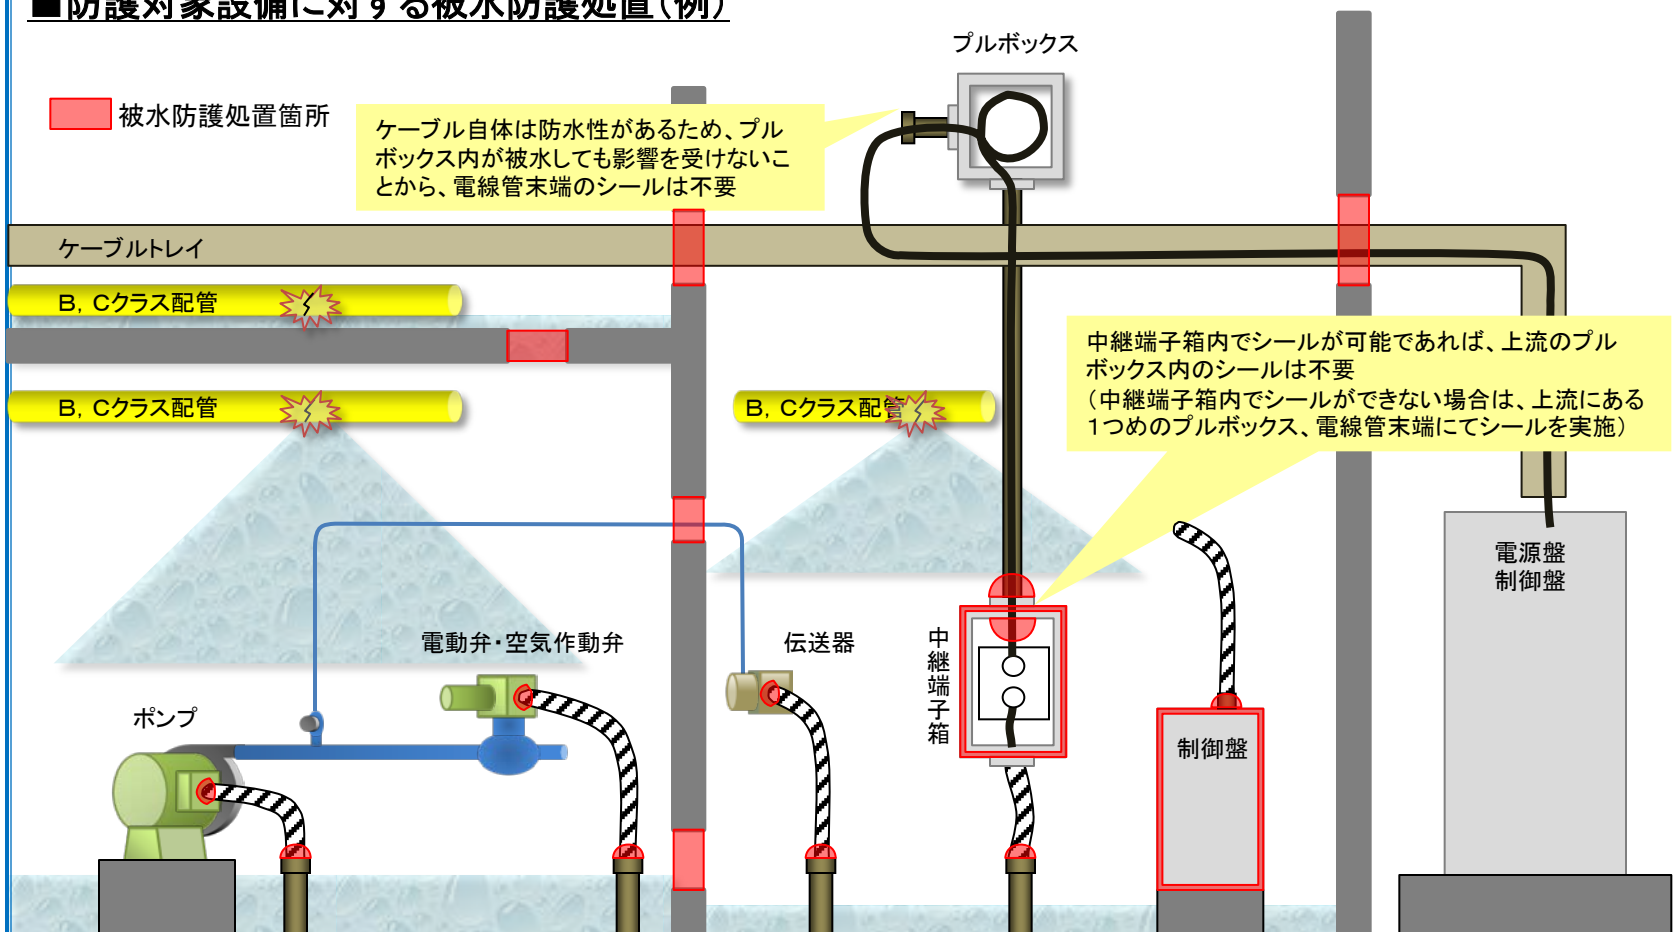 ■防護対象設備に対する被水防護処置(例)
プルボックス
被水防護処置箇所
ケーブル自体は防水性があるため、プル
ボックス内が被水しても影響を受けないこ
とから、電線管末端のシールは不要
ケーブルトレイ
B, Cクラス配管
中継端子箱内でシールが可能であれば、上流のプル
ボックス内のシールは不要
(中継端子箱内でシールができない場合は、上流にある
1つめのプルボックス、電線管末端にてシールを実施)
B, Cクラス配管
B, Cクラス配管
電源盤
制御盤
電動弁・空気作動弁
伝送器
中継端子箱
ポンプ
制御盤